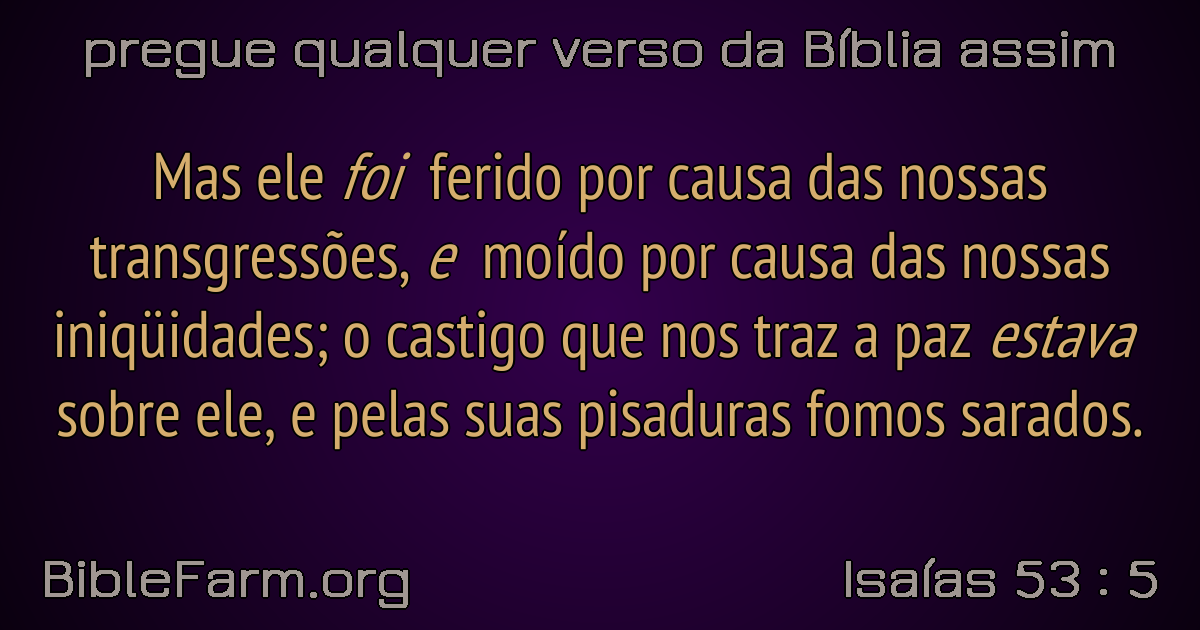 pregue qualquer verso da Bíblia assim
Mas ele foi ferido por causa das nossas
transgressões, e moído por causa das nossas
iniqüidades; o castigo que nos traz a paz estava
sobre ele, e pelas suas pisaduras fomos sarados.
BibleFarm.org
Isaías 53 : 5